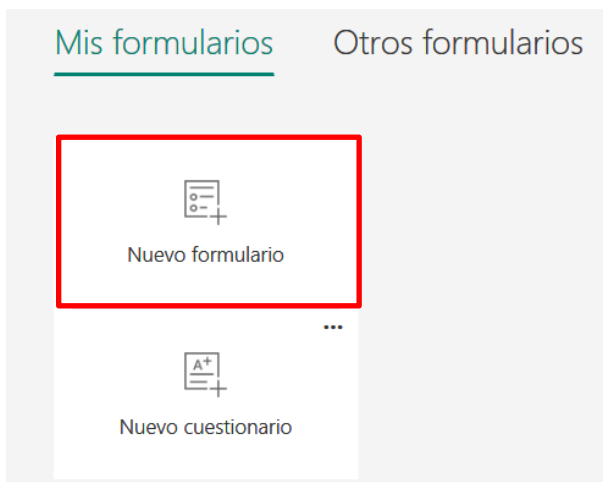 Mis formularios Otros formularios
Nuevo formulario
...
A+
Nuevo cuestionario